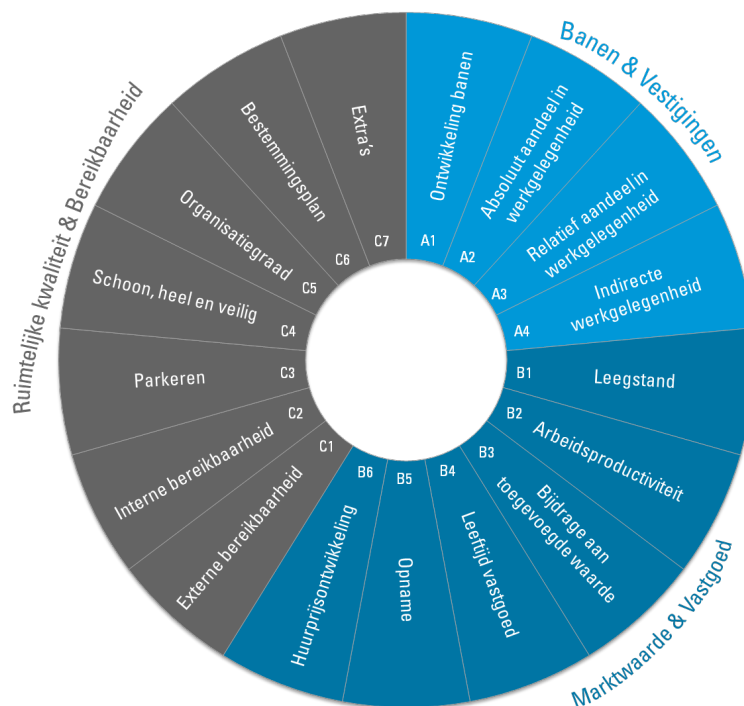 Banen & Vestigingen
A1
Ontwikkeling banen
A2
Absoluut aandeel in
werkgelegenheid
A3
Relatief aandeel in
werkgelegenheid
A4
Indirecte
werkgelegenheid
Marktwaarde & Vastgoed
B1
Leegstand
B2
Arbeidsproductiviteit
B3
Bijdrage aan
toegevoegde waarde
B4
Leeftijd vastgoed
B5
Opname
B6
Huurprijsontwikkeling
Ruimtelijke kwaliteit & Bereikbaarheid
C1
Externe bereikbaarheid
C2
Interne bereikbaarheid
C3
Parkeren
C4
Schoon, heel en veilig
C5
Organisatiegraad
C6
Bestemmingsplan
C7
Extra's